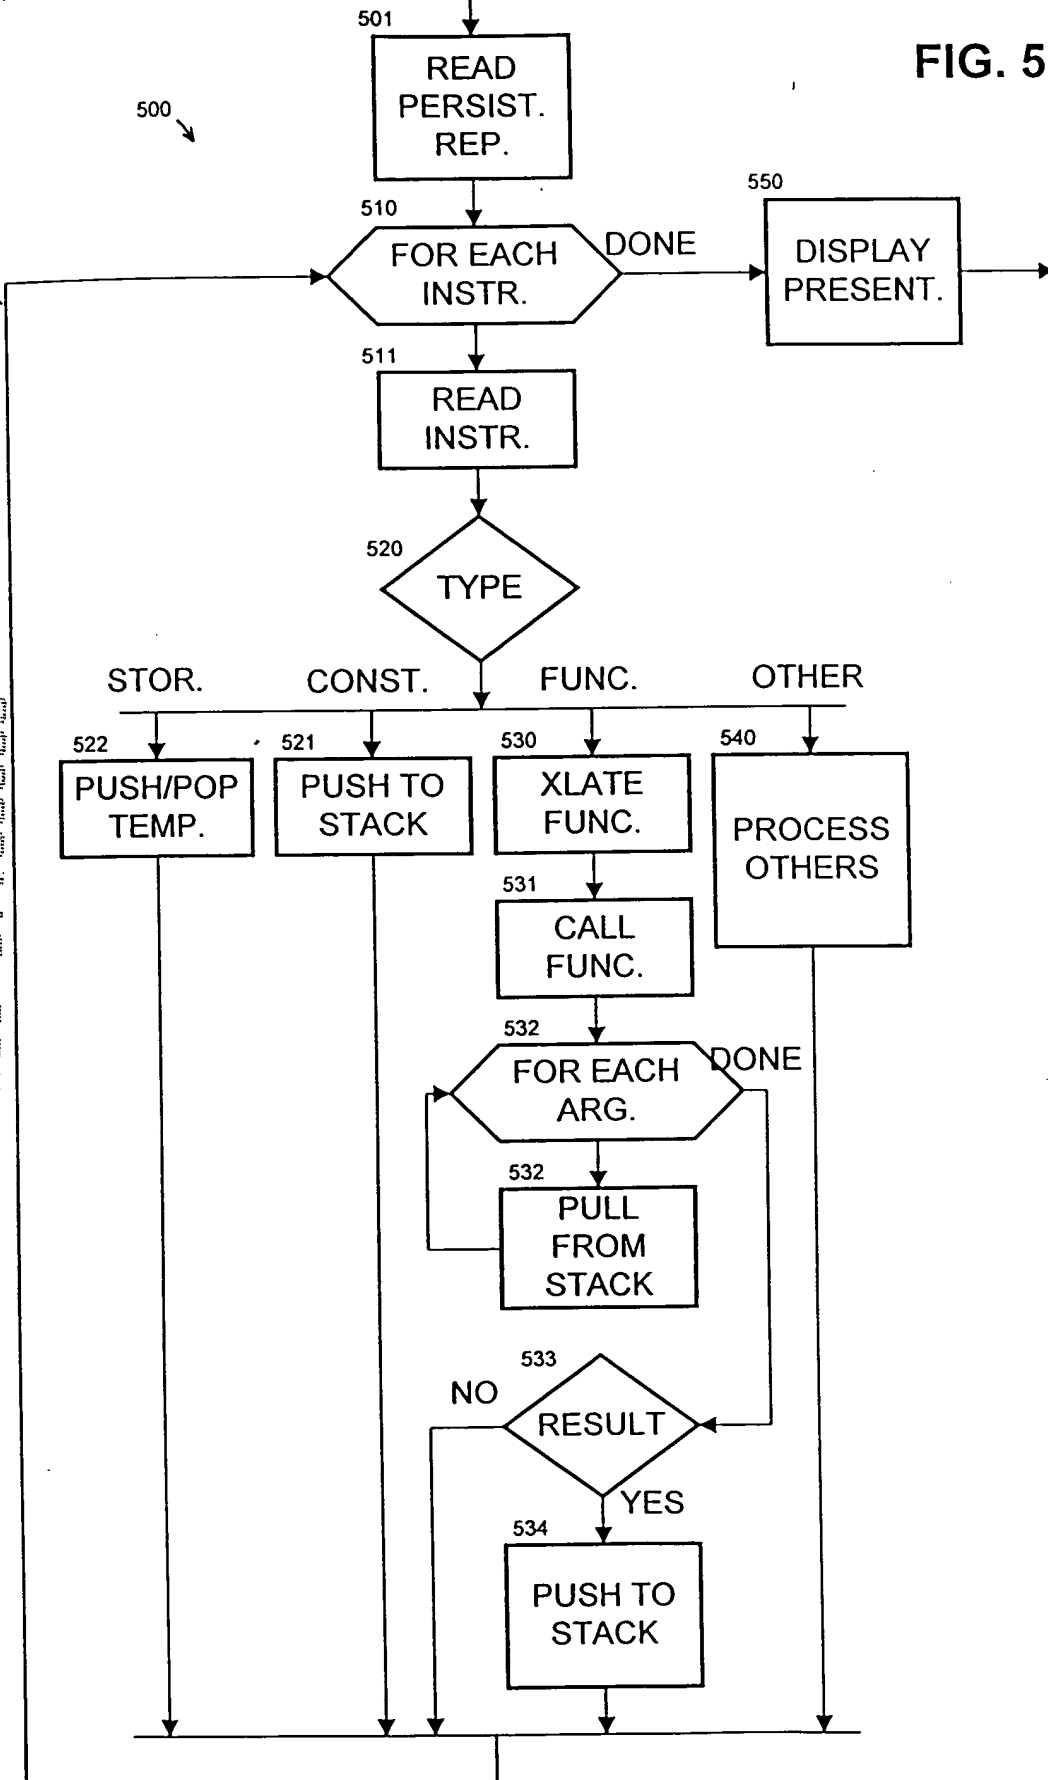 501
FIG. 5
READ
PERSIST.
REP.
500
510
550
FOR EACH
INSTR.
DONE
DISPLAY
PRESENT.
511
READ
INSTR.
520
TYPE
STOR.
CONST.
FUNC.
OTHER
522
521
530
540
PUSH/POP
TEMP.
PUSH TO
STACK
XLATE
FUNC.
PROCESS
OTHERS
531
CALL
FUNC.
532
FOR EACH
ARG.
DONE
532
PULL
FROM
STACK
533
NO
RESULT
YES
534
PUSH TO
STACK